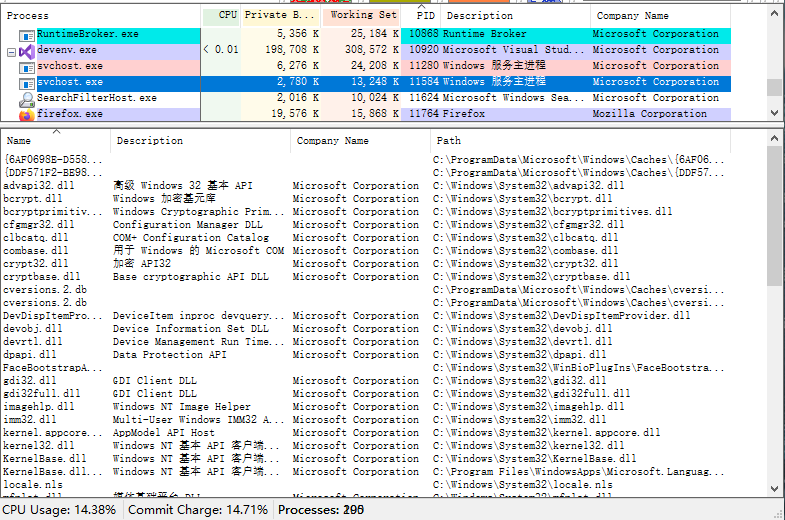 Process CPU Private B... Working Set PID Description Company Name
RuntimeBroker.exe 5,356 K 25,184 K 10868 Runtime Broker Microsoft Corporation
devenv.exe < 0.01 198,708 K 308,572 K 10920 Microsoft Visual Stud... Microsoft Corporation
svchost.exe 6,276 K 24,208 K 11280 Windows 服务主进程 Microsoft Corporation
svchost.exe 2,780 K 13,248 K 11584 Windows 服务主进程 Microsoft Corporation
SearchFilterHost.exe 2,016 K 10,024 K 11624 Microsoft Windows Sea... Microsoft Corporation
firefox.exe 19,576 K 15,868 K 11764 Firefox Mozilla Corporation
Name Description Company Name Path
{6AF0698E-D558... C:\ProgramData\Microsoft\Windows\Caches\{6AF06...
{DDF571F2-BE98... C:\ProgramData\Microsoft\Windows\Caches\{DDF57...
advapi32.dll 高级 Windows 32 基本 API Microsoft Corporation C:\Windows\System32\advapi32.dll
bcrypt.dll Windows 加密基元库 Microsoft Corporation C:\Windows\System32\bcrypt.dll
bcryptprimitiv... Windows Cryptographic Prim... Microsoft Corporation C:\Windows\System32\bcryptprimitives.dll
cfgmgr32.dll Configuration Manager DLL Microsoft Corporation C:\Windows\System32\cfgmgr32.dll
clbcatq.dll COM+ Configuration Catalog Microsoft Corporation C:\Windows\System32\clbcatq.dll
combase.dll 用于 Windows 的 Microsoft COM Microsoft Corporation C:\Windows\System32\combase.dll
crypt32.dll 加密 API32 Microsoft Corporation C:\Windows\System32\crypt32.dll
cryptbase.dll Base cryptographic API DLL Microsoft Corporation C:\Windows\System32\cryptbase.dll
cversions.2.db C:\ProgramData\Microsoft\Windows\Caches\cversi...
cversions.2.db C:\ProgramData\Microsoft\Windows\Caches\cversi...
DevDispItemPro... DeviceItem inproc devquery... Microsoft Corporation C:\Windows\System32\DevDispItemProvider.dll
devobj.dll Device Information Set DLL Microsoft Corporation C:\Windows\System32\devobj.dll
devrtl.dll Device Management Run Time... Microsoft Corporation C:\Windows\System32\devrtl.dll
dpapi.dll Data Protection API Microsoft Corporation C:\Windows\System32\dpapi.dll
FaceBootstrapA... C:\Windows\System32\WinBioPlugIns\FaceBootstra...
gdi32.dll GDI Client DLL Microsoft Corporation C:\Windows\System32\gdi32.dll
gdi32full.dll GDI Client DLL Microsoft Corporation C:\Windows\System32\gdi32full.dll
imagehlp.dll Windows NT Image Helper Microsoft Corporation C:\Windows\System32\imagehlp.dll
imm32.dll Multi-User Windows IMM32 A... Microsoft Corporation C:\Windows\System32\imm32.dll
kernel.appcore... AppModel API Host Microsoft Corporation C:\Windows\System32\kernel.appcore.dll
kernel32.dll Windows NT 基本 API 客户端... Microsoft Corporation C:\Windows\System32\kernel32.dll
KernelBase.dll Windows NT 基本 API 客户端... Microsoft Corporation C:\Windows\System32\KernelBase.dll
KernelBase.dll... Windows NT 基本 API 客户端... Microsoft Corporation C:\Program Files\WindowsApps\Microsoft.Languag...
locale.nls C:\Windows\System32\locale.nls
mfplat.dll 媒体基础平台 DLL Microsoft Corporation C:\Windows\System32\mfplat.dll
CPU Usage: 14.38% Commit Charge: 14.71% Processes: